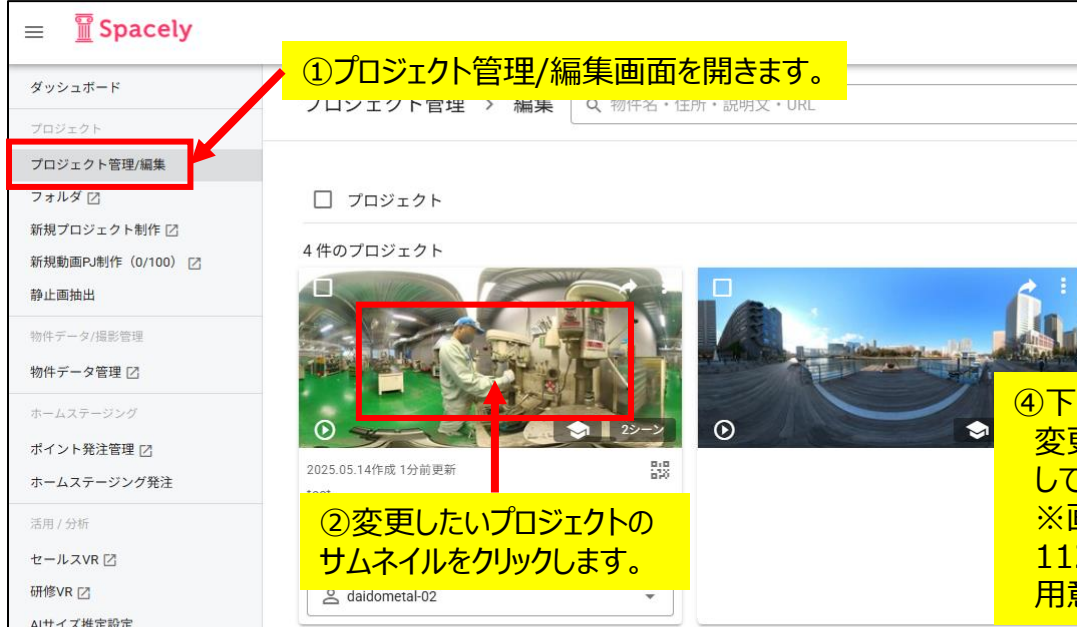 Spacely
①プロジェクト管理/編集画面を開きます。
ダッシュボード
プロジェクト管理 > 編集
物件名・住所・説明文・URL
プロジェクト
プロジェクト管理/編集
フォルダ
新規プロジェクト制作
新規動画PJ制作（0/100）
静止画抽出
物件データ/撮影管理
物件データ管理
ホームステージング
ポイント発注管理
ホームステージング発注
活用 / 分析
セールスVR
研修VR
AIサイズ推定設定
プロジェクト
4 件のプロジェクト
2シーン
2025.05.14作成 1分前更新
②変更したいプロジェクトの
サムネイルをクリックします。
daidometal-02
④下
変更
して
※画
用意